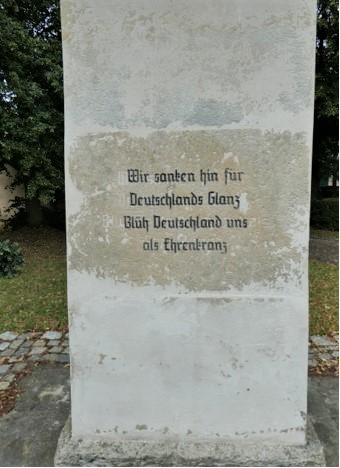 Wir sanken hin für
Deutschlands Glanz
Blüh Deutschland uns
als Ehrenkranz